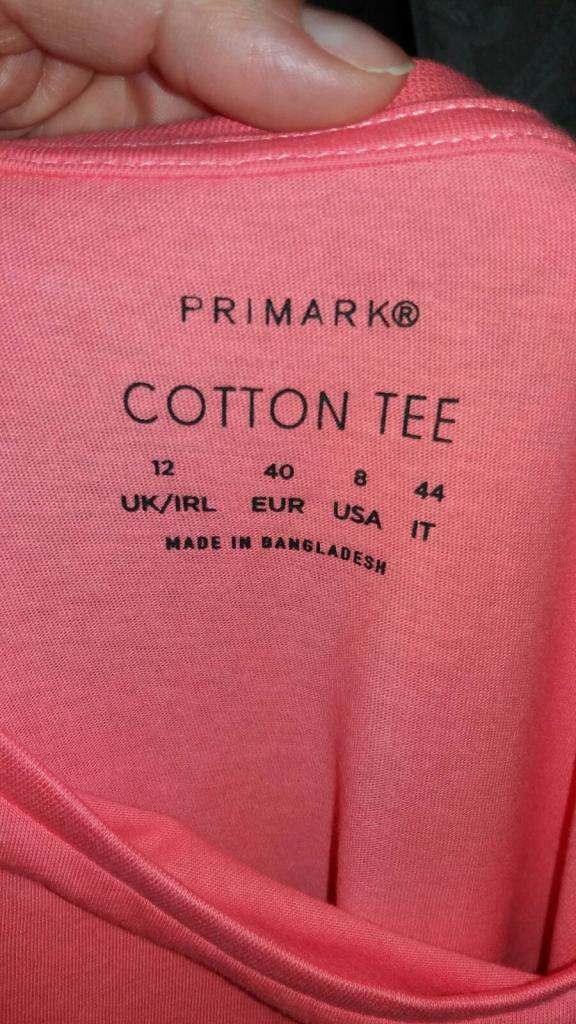 PRIMARK®
COTTON TEE
12 40 8 44
UK/IRL EUR USA IT
MADE IN BANGLADESH